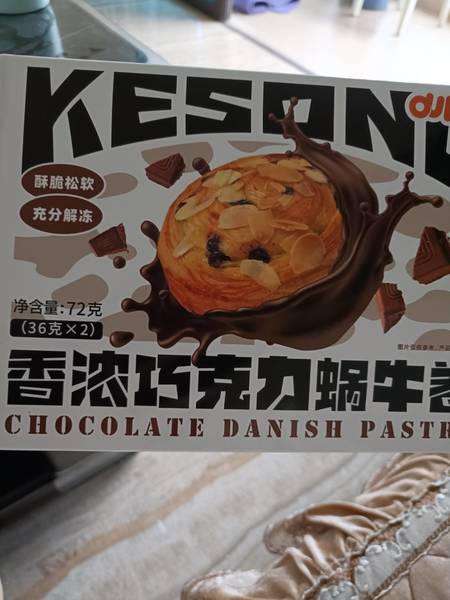 KESON
酥脆松软
充分解冻
净含量:72克
(36克×2)
香浓巧克力蜗牛
CHOCOLATE DANISH